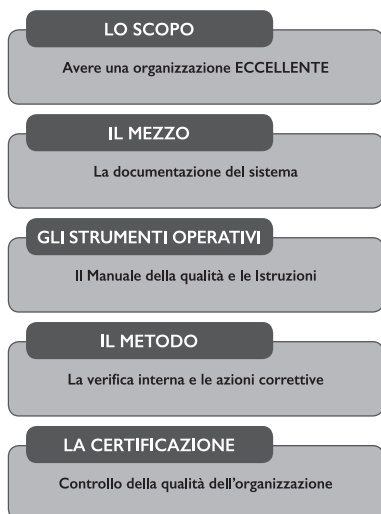 LO SCOPO
Avere una organizzazione ECCELLENTE
IL MEZZO
La documentazione del sistema
GLI STRUMENTI OPERATIVI
Il Manuale della qualità e le Istruzioni
IL METODO
La verifica interna e le azioni correttive
LA CERTIFICAZIONE
Controllo della qualità dell'organizzazione